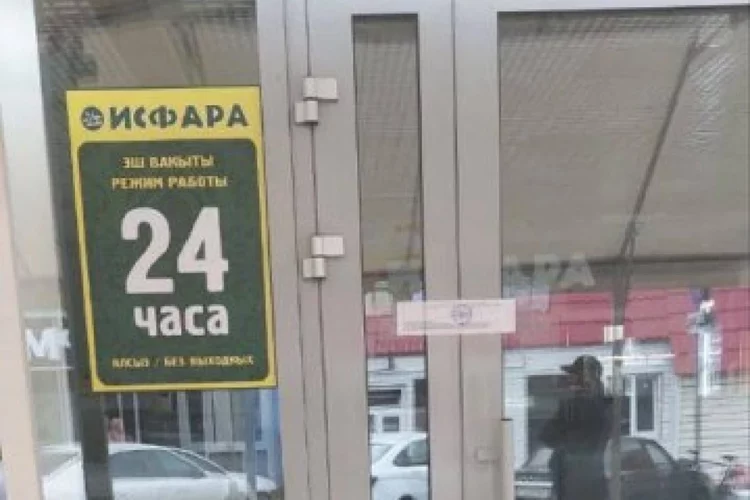 ИСФАРА
ЭШ ВАКЫТЫ
РЕЖИМ РАБОТЫ
24
часа
ЯЛСЫЗ / БЕЗ ВЫХОДНЫХ